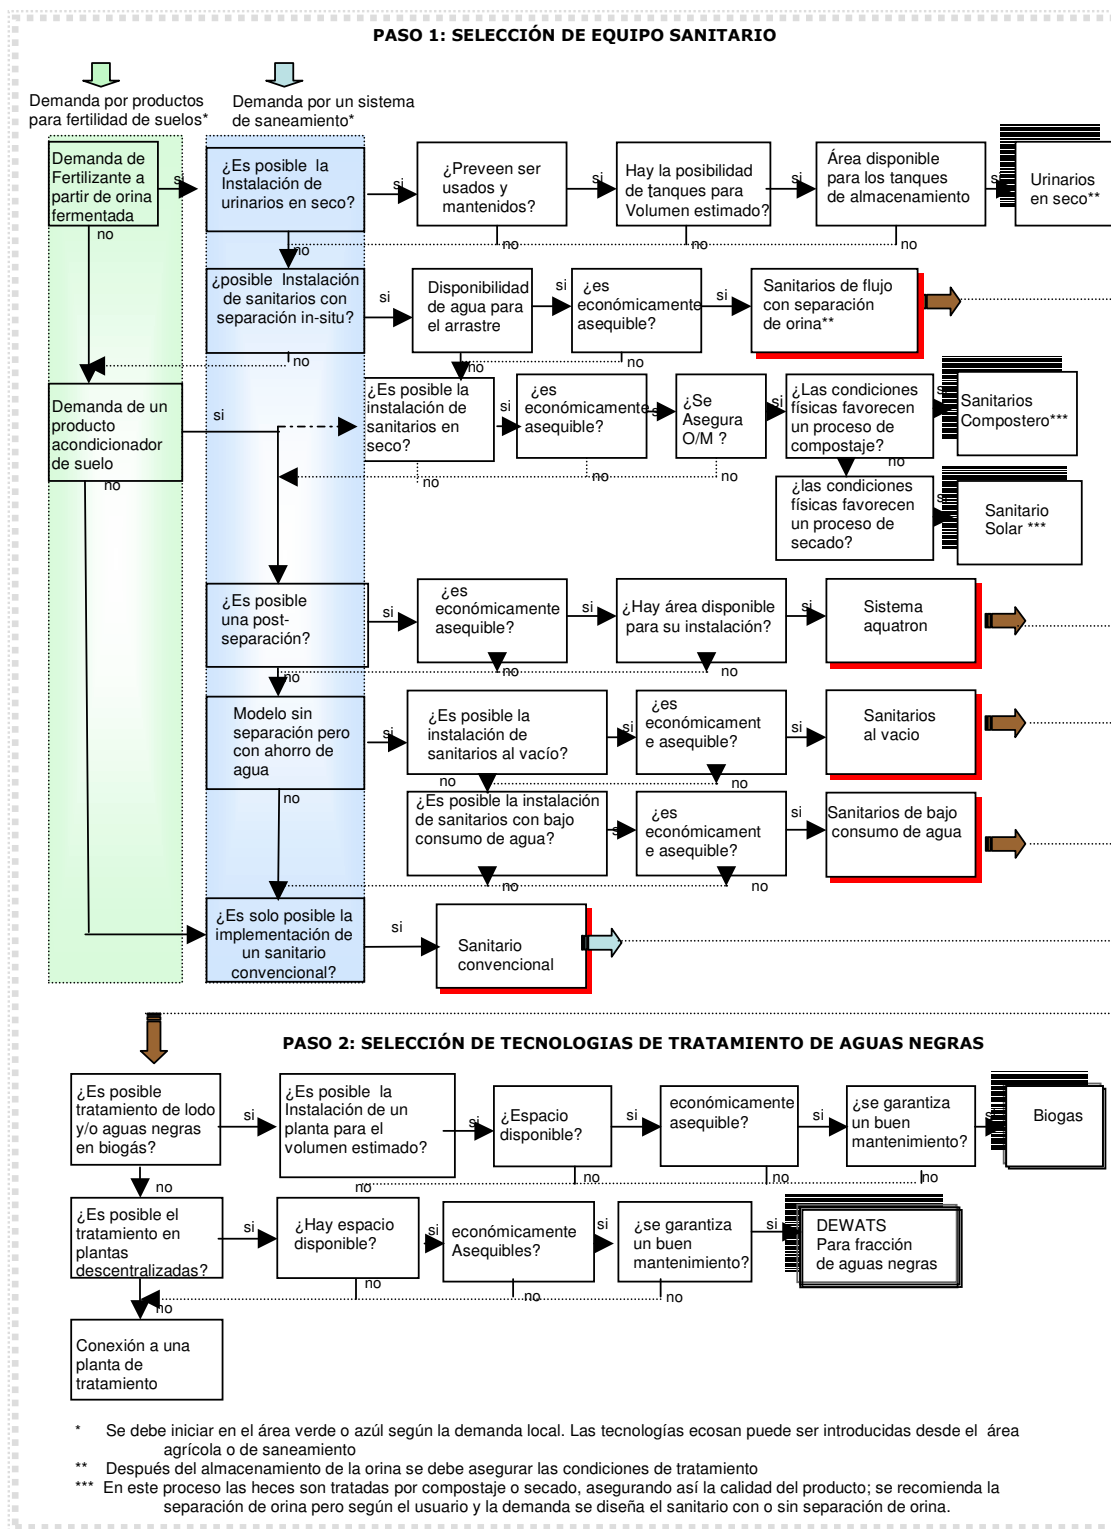 PASO 1: SELECCIÓN DE EQUIPO SANITARIO
Demanda por productos
para fertilidad de suelos*
Demanda por un sistema
de saneamiento*
Demanda de
Fertilizante a
partir de orina
fermentada
si
no
¿Es posible la
Instalación de
urinarios en seco?
si
no
¿Preveen ser
usados y
mantenidos?
si
no
Hay la posibilidad
de tanques para
Volumen estimado?
si
no
Área disponible
para los tanques
de almacenamiento
si
no
Urinarios
en seco**
¿posible Instalación
de sanitarios con
separación in-situ?
si
no
Disponibilidad
de agua para
el arrastre
si
no
¿es
económicamente
asequible?
si
no
Sanitarios de flujo
con separación
de orina**
Demanda de un
producto
acondicionador
de suelo
si
no
¿Es posible la
instalación de
sanitarios en
seco?
si
no
¿es
económicamente
asequible?
si
no
¿Se
Asegura
O/M ?
si
no
¿Las condiciones
físicas favorecen
un proceso de
compostaje?
si
no
Sanitarios
Compostero***
¿las condiciones
físicas favorecen
un proceso de
secado?
s
Sanitario
Solar ***
¿Es posible
una post-
separación?
si
no
¿es
económicamente
asequible?
si
no
¿Hay área disponible
para su instalación?
si
no
Sistema
aquatron
Modelo sin
separación pero
con ahorro de
agua
si
no
¿Es posible la
instalación de
sanitarios al vacío?
si
no
¿es
económicament
e asequible?
si
no
Sanitarios
al vacio
¿Es posible la instalación
de sanitarios con bajo
consumo de agua?
si
no
¿es
económicament
e asequible?
si
no
Sanitarios de bajo
consumo de agua
¿Es solo posible la
implementación de
un sanitario
convencional?
si
Sanitario
convencional
PASO 2: SELECCIÓN DE TECNOLOGIAS DE TRATAMIENTO DE AGUAS NEGRAS
¿Es posible
tratamiento de lodo
y/o aguas negras
en biogás?
si
no
¿Es posible la
Instalación de un
planta para el
volumen estimado?
si
no
¿Espacio
disponible?
si
no
económicamente
asequible?
si
no
¿se garantiza
un buen
mantenimiento?
s
no
Biogas
¿Es posible el
tratamiento en
plantas
descentralizadas?
si
no
¿Hay espacio
disponible?
si
no
económicamente
Asequibles?
si
no
¿se garantiza
un buen
mantenimiento?
si
no
DEWATS
Para fracción
de aguas negras
Conexión a una
planta de
tratamiento
* Se debe iniciar en el área verde o azúl según la demanda local. Las tecnologías ecosan puede ser introducidas desde el área
agrícola o de saneamiento
** Después del almacenamiento de la orina se debe asegurar las condiciones de tratamiento
*** En este proceso las heces son tratadas por compostaje o secado, asegurando así la calidad del producto; se recomienda la
separación de orina pero según el usuario y la demanda se diseña el sanitario con o sin separación de orina.